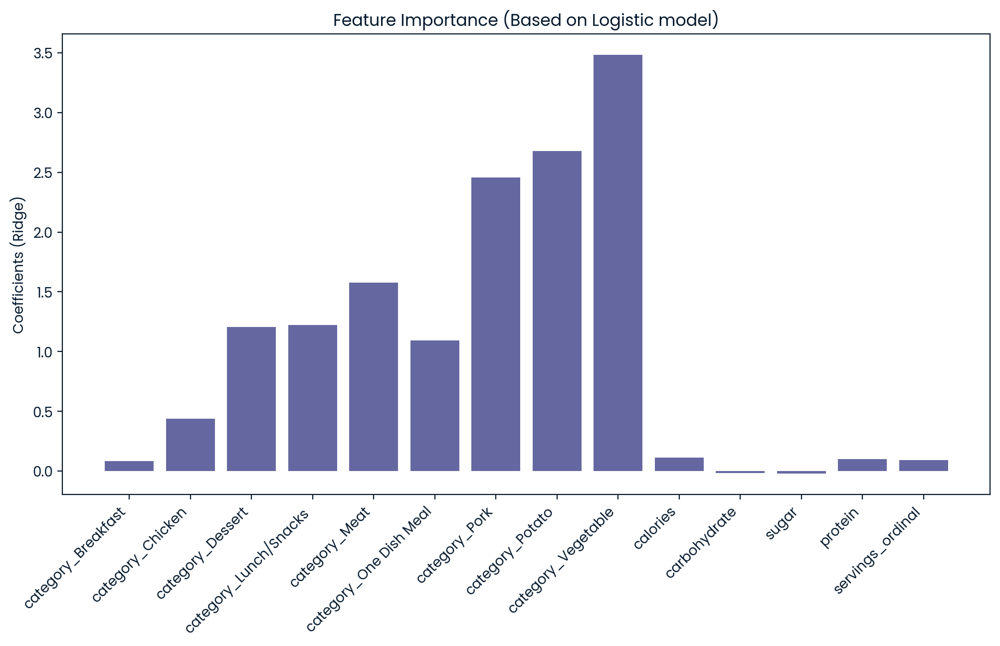 Feature Importance (Based on Logistic model)
Coefficients (Ridge)
3.5
3.0
2.5
2.0
1.5
1.0
0.5
0.0
category_Breakfast
category_Chicken
category_Dessert
category_Lunch/Snacks
category_Meat
category_One Dish Meal
category_Pork
category_Potato
category_Vegetable
calories
carbohydrate
sugar
protein
servings_ordinal